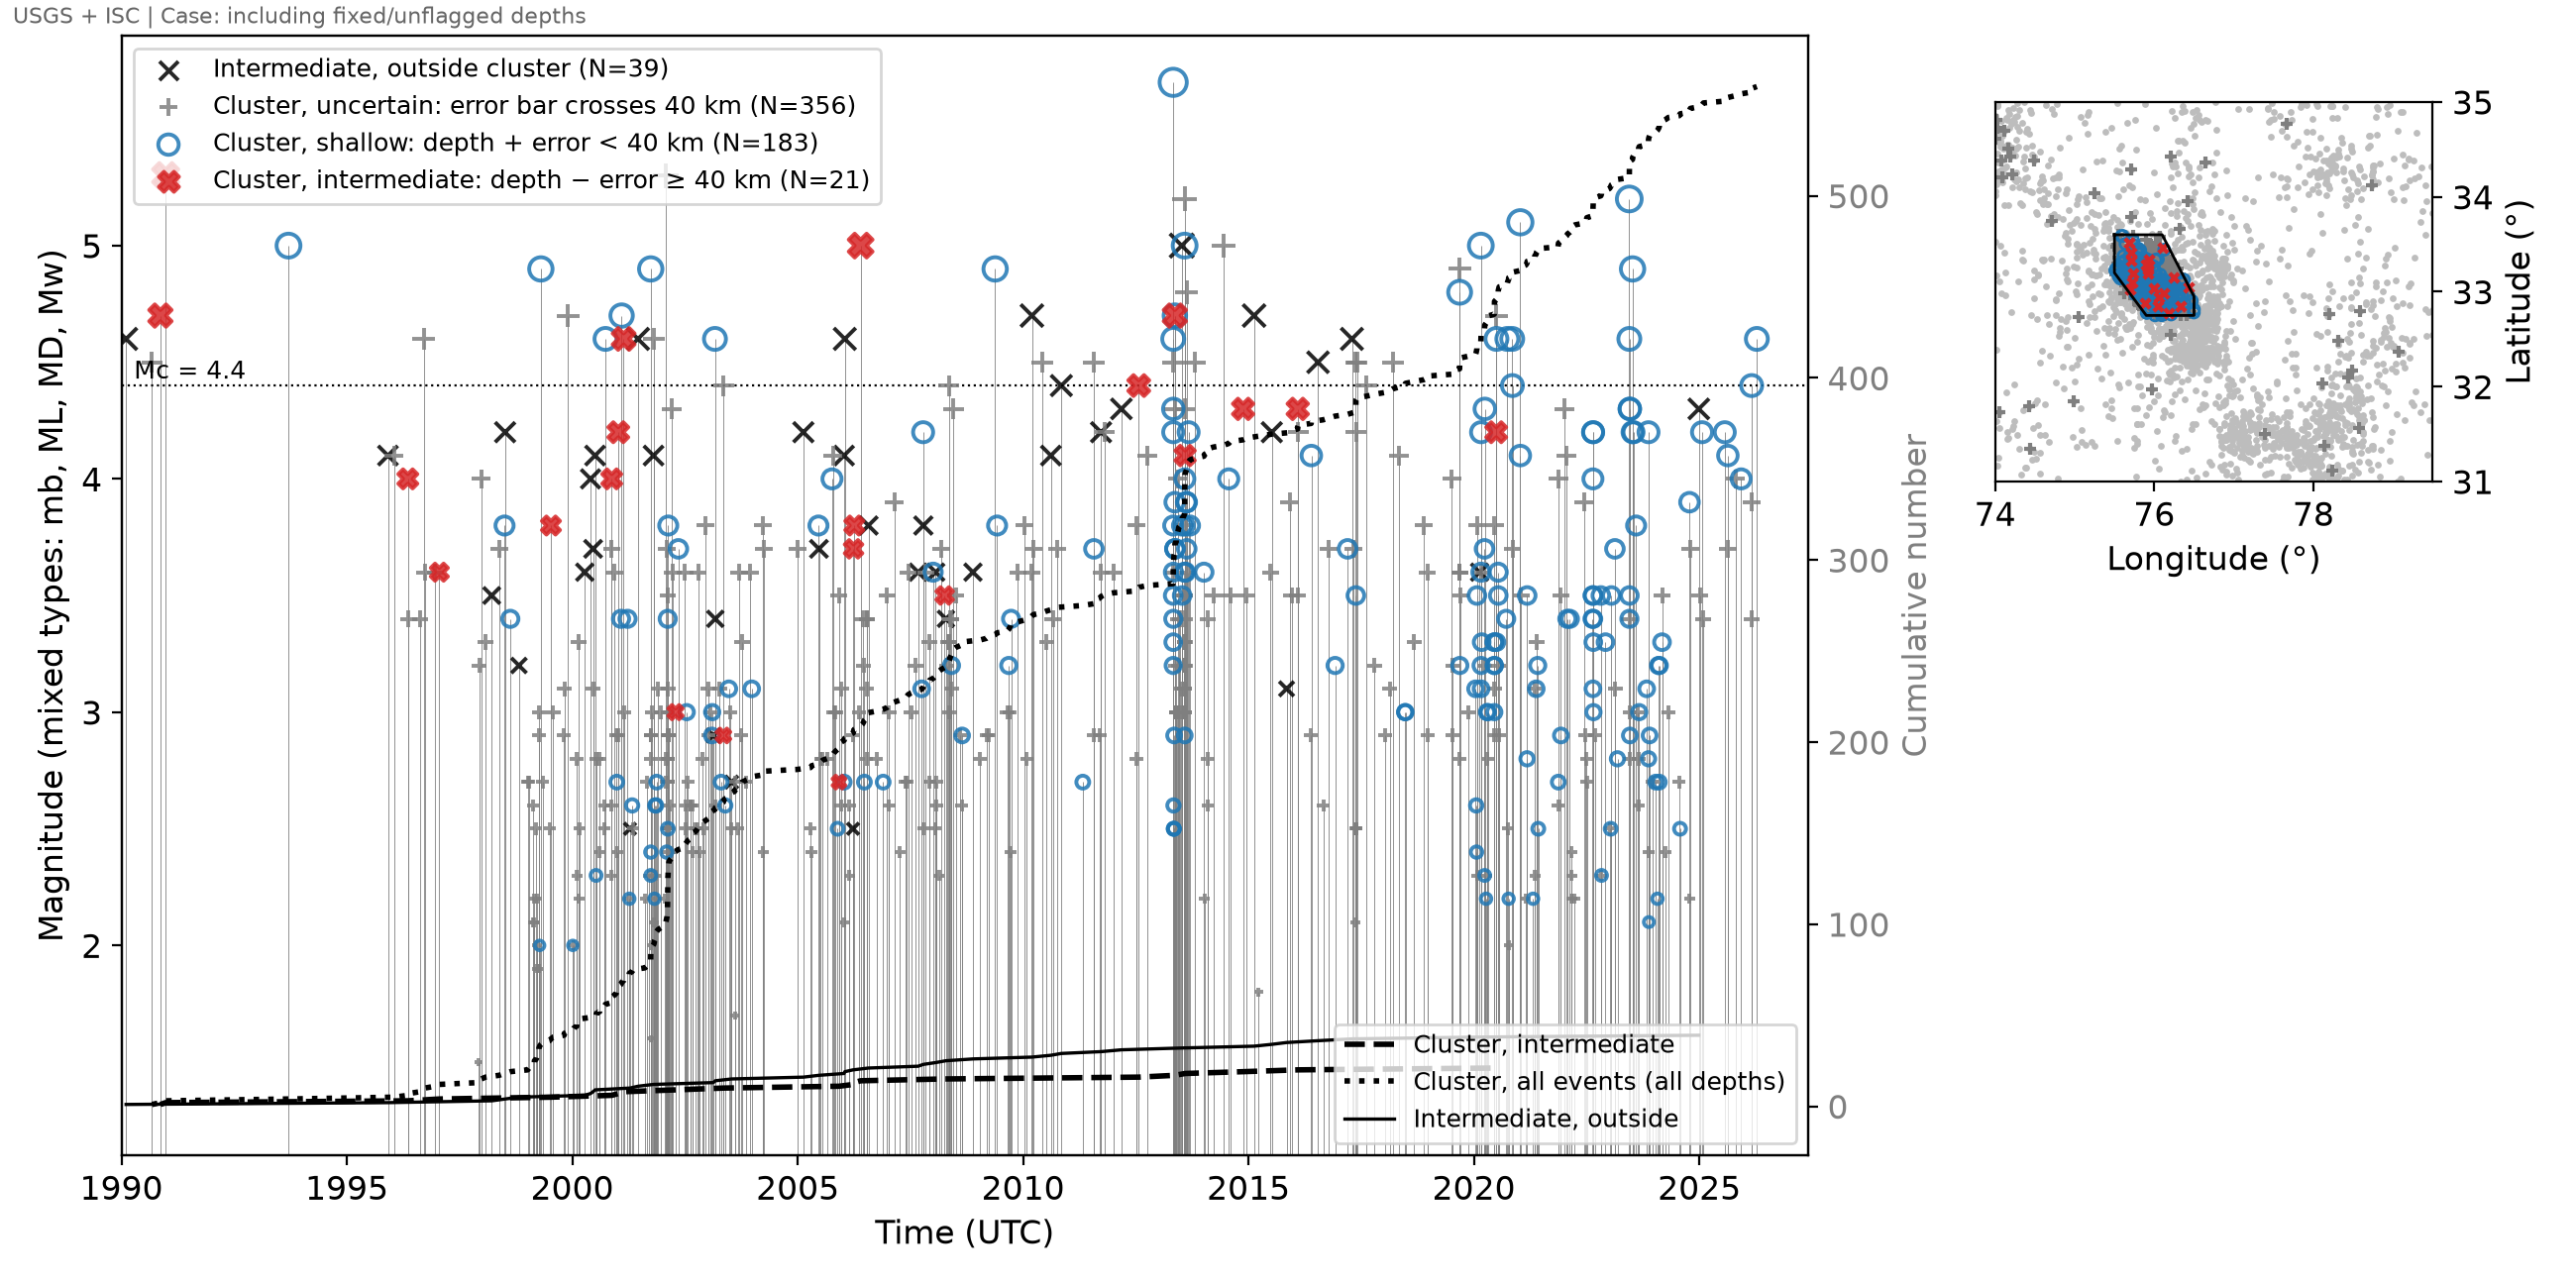 USGS + ISC | Case: including fixed/unflagged depths
Intermediate, outside cluster (N=39)
Cluster, uncertain: error bar crosses 40 km (N=356)
Cluster, shallow: depth + error < 40 km (N=183)
Cluster, intermediate: depth − error ≥ 40 km (N=21)
Mc = 4.4
Magnitude (mixed types: mb, ML, MD, Mw)
5
4
3
2
500
400
300
200
100
0
Cumulative number
Cluster, intermediate
Cluster, all events (all depths)
Intermediate, outside
1990
1995
2000
2005
2010
2015
2020
2025
Time (UTC)
35
34
33
32
31
Latitude (°)
74
76
78
Longitude (°)